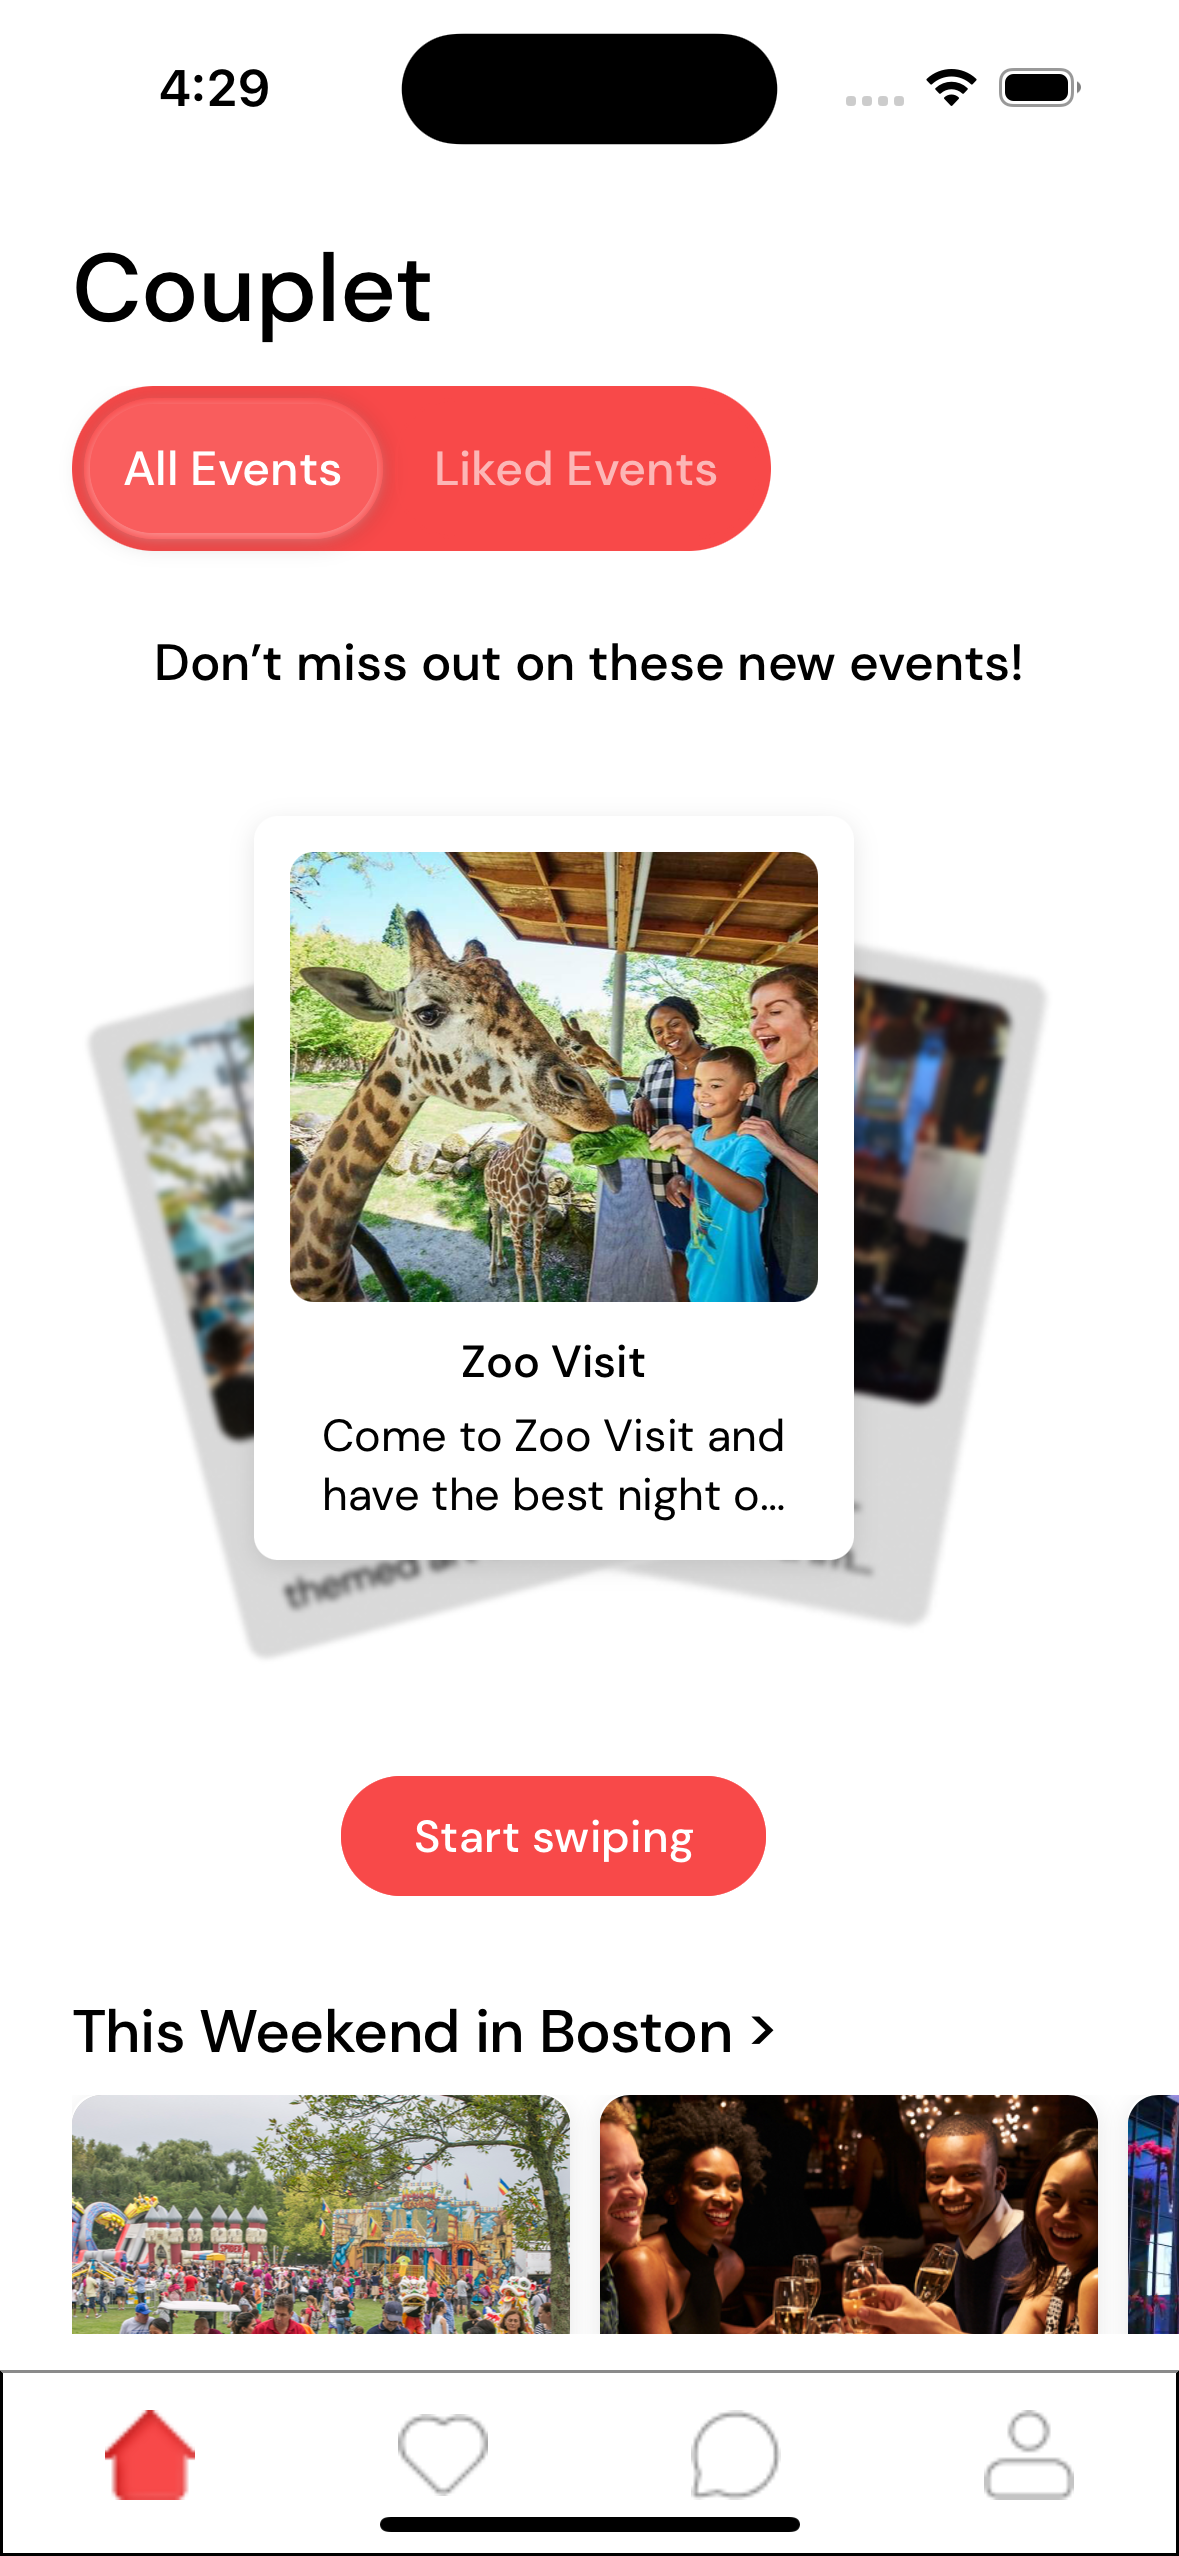 4:29
Couplet
All Events
Liked Events
Don’t miss out on these new events!
Zoo Visit
Come to Zoo Visit and
have the best night o...
themed
Start swiping
This Weekend in Boston >